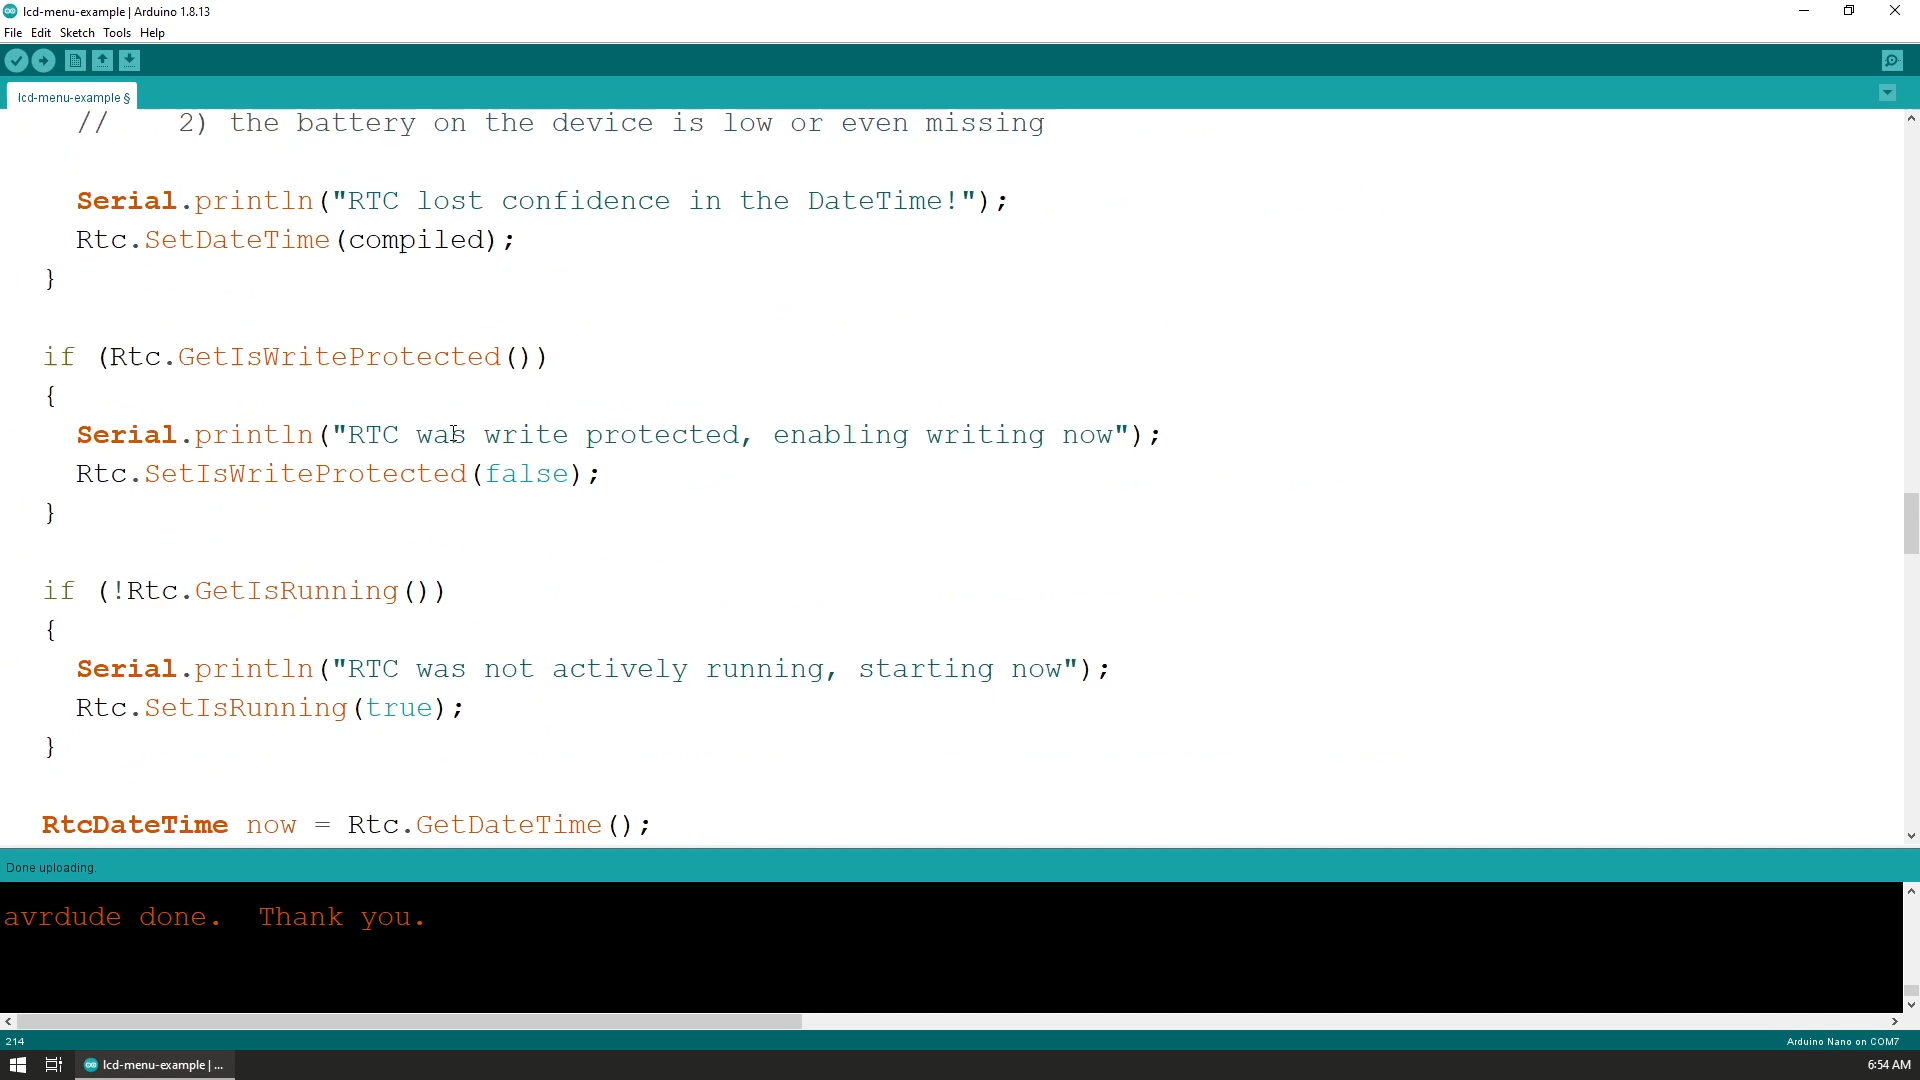 lcd-menu-example | Arduino 1.8.13
File Edit Sketch Tools Help
lcd-menu-example §
//    2) the battery on the device is low or even missing
Serial.println("RTC lost confidence in the DateTime!");
Rtc.SetDateTime(compiled);
}
if (Rtc.GetIsWriteProtected())
{
Serial.println("RTC was write protected, enabling writing now");
Rtc.SetIsWriteProtected(false);
}
if (!Rtc.GetIsRunning())
{
Serial.println("RTC was not actively running, starting now");
Rtc.SetIsRunning(true);
}
RtcDateTime now = Rtc.GetDateTime();
Done uploading.
avrdude done.  Thank you.
214
Arduino Nano on COM7
lcd-menu-example | ...
6:54 AM